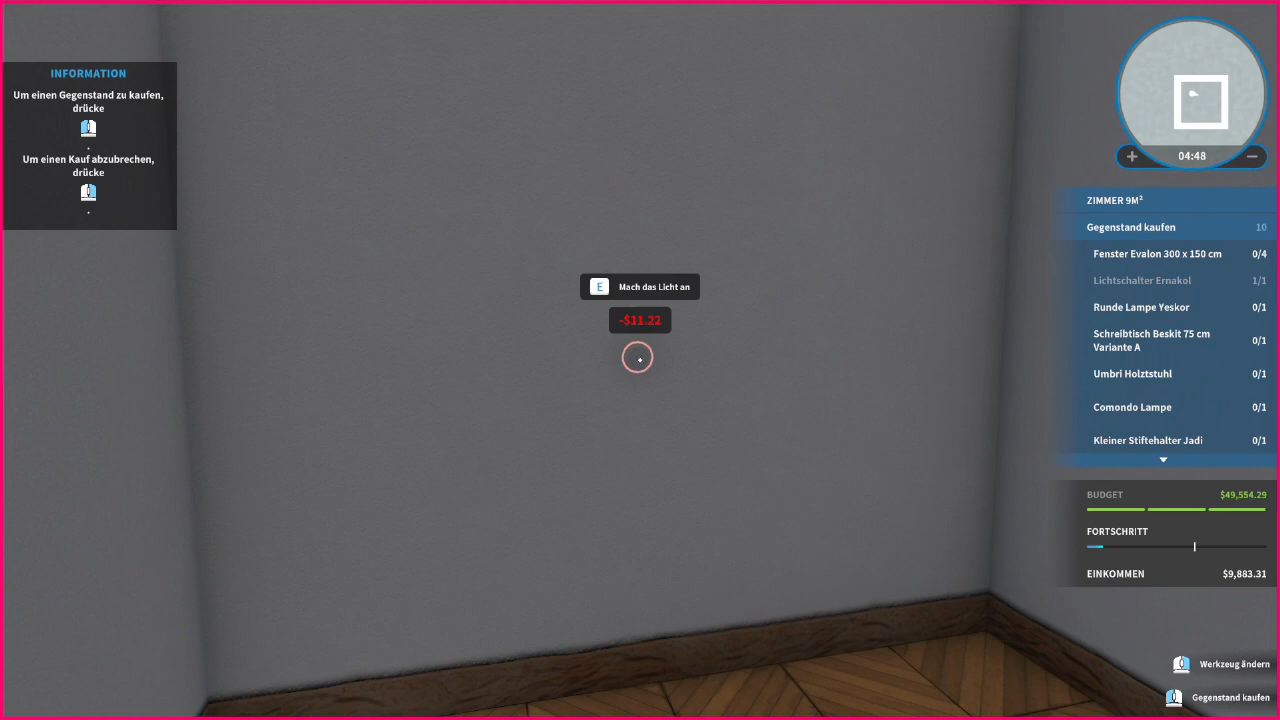 INFORMATION
Um einen Gegenstand zu kaufen,
drücke
.
Um einen Kauf abzubrechen,
drücke
.
E Mach das Licht an
-$11.22
+ 04:48 −
ZIMMER 9M²
Gegenstand kaufen 10
Fenster Evalon 300 x 150 cm 0/4
Lichtschalter Ernakol 1/1
Runde Lampe Yeskor 0/1
Schreibtisch Beskit 75 cm
Variante A 0/1
Umbri Holztstuhl 0/1
Comondo Lampe 0/1
Kleiner Stiftehalter Jadi 0/1
BUDGET $49,554.29
FORTSCHRITT
EINKOMMEN $9,883.31
Werkzeug ändern
Gegenstand kaufen